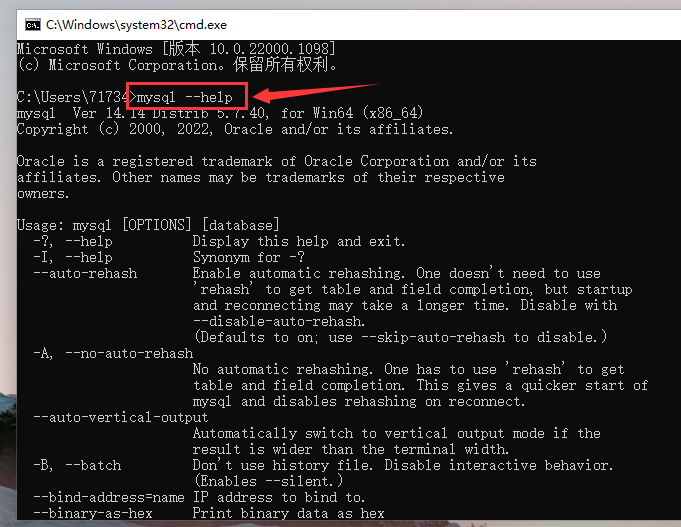 C:\Windows\system32\cmd.exe
Microsoft Windows [版本 10.0.22000.1098]
(c) Microsoft Corporation。保留所有权利。
C:\Users\71734>mysql --help
mysql  Ver 14.14 Distrib 5.7.40, for Win64 (x86_64)
Copyright (c) 2000, 2022, Oracle and/or its affiliates.
Oracle is a registered trademark of Oracle Corporation and/or its
affiliates. Other names may be trademarks of their respective
owners.
Usage: mysql [OPTIONS] [database]
-?, --help          Display this help and exit.
-I, --help          Synonym for -?
--auto-rehash       Enable automatic rehashing. One doesn't need to use
'rehash' to get table and field completion, but startup
and reconnecting may take a longer time. Disable with
--disable-auto-rehash.
(Defaults to on; use --skip-auto-rehash to disable.)
-A, --no-auto-rehash
No automatic rehashing. One has to use 'rehash' to get
table and field completion. This gives a quicker start of
mysql and disables rehashing on reconnect.
--auto-vertical-output
Automatically switch to vertical output mode if the
result is wider than the terminal width.
-B, --batch         Don't use history file. Disable interactive behavior.
(Enables --silent.)
--bind-address=name IP address to bind to.
--binary-as-hex     Print binary data as hex